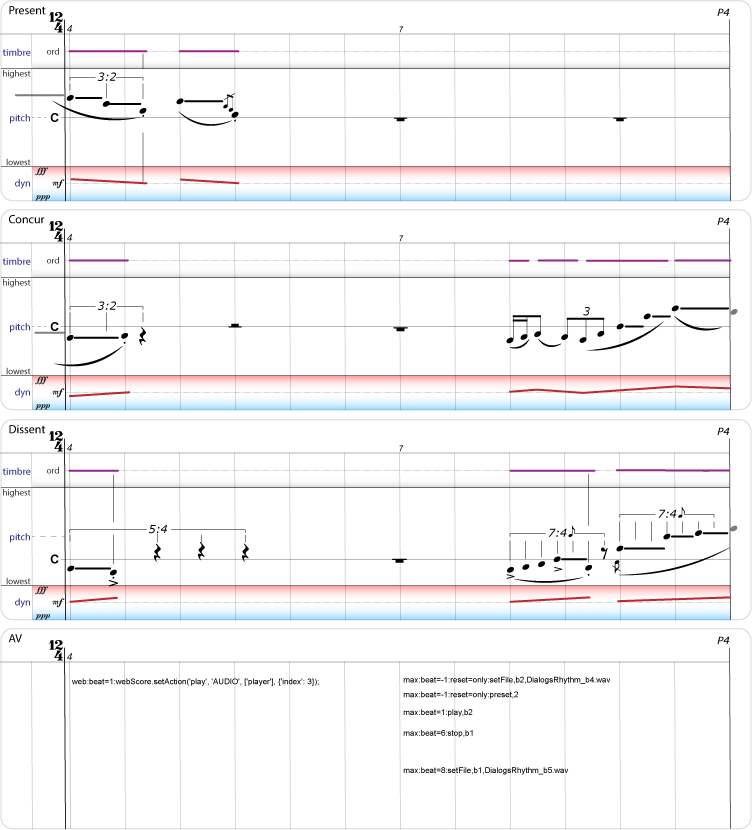 Present
P4
12
4
4
7
timbre
ord
highest
3:2
pitch
C
lowest
fff
dyn
mf
ppp
Concur
P4
12
4
4
7
timbre
ord
highest
3:2
3
pitch
C
lowest
fff
dyn
mf
ppp
Dissent
P4
12
4
4
7
timbre
ord
highest
7:4
5:4
7:4
pitch
C
lowest
fff
dyn
mf
ppp
AV
P4
12
4
4
web:beat=1:webScore.setAction('play', 'AUDIO', ['player'], {'index': 3});
max:beat=-1:reset=only:setFile,b2,DialogsRhythm_b4.wav
max:beat=-1:reset=only:preset,2
max:beat=1:play,b2
max:beat=6:stop,b1
max:beat=8:setFile,b1,DialogsRhythm_b5.wav